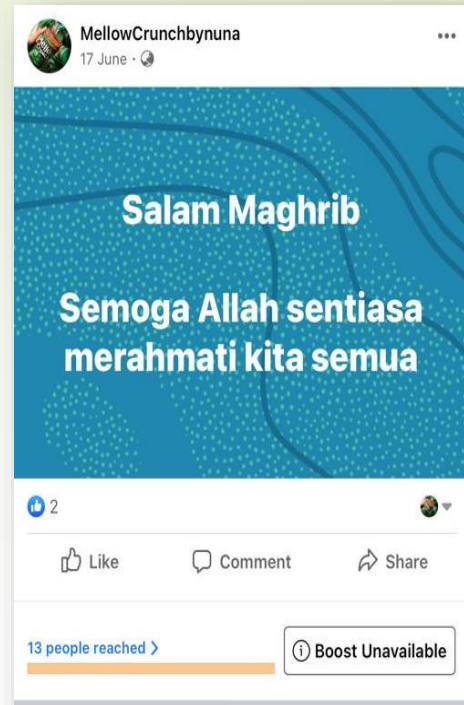 MellowCrunchbynuna
17 June ·
Salam Maghrib
Semoga Allah sentiasa
merahmati kita semua
2
Like
Comment
Share
13 people reached >
Boost Unavailable